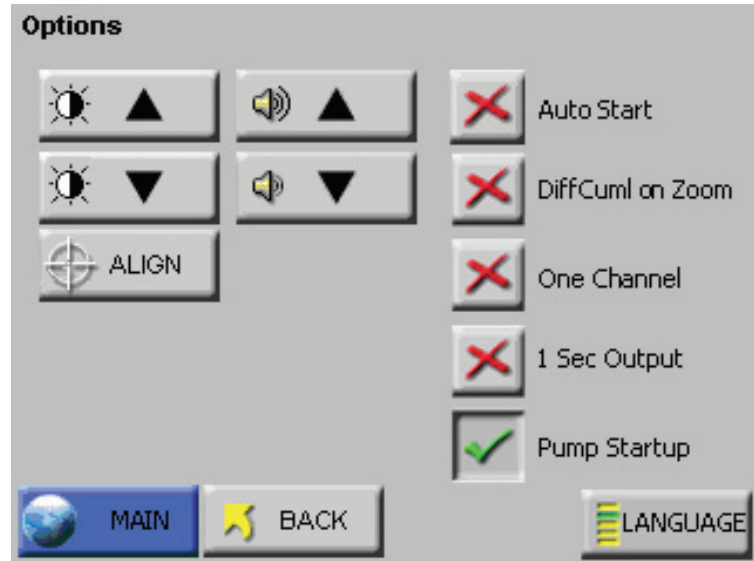 Options
Auto Start
DiffCuml on Zoom
ALIGN
One Channel
1 Sec Output
Pump Startup
MAIN
BACK
LANGUAGE